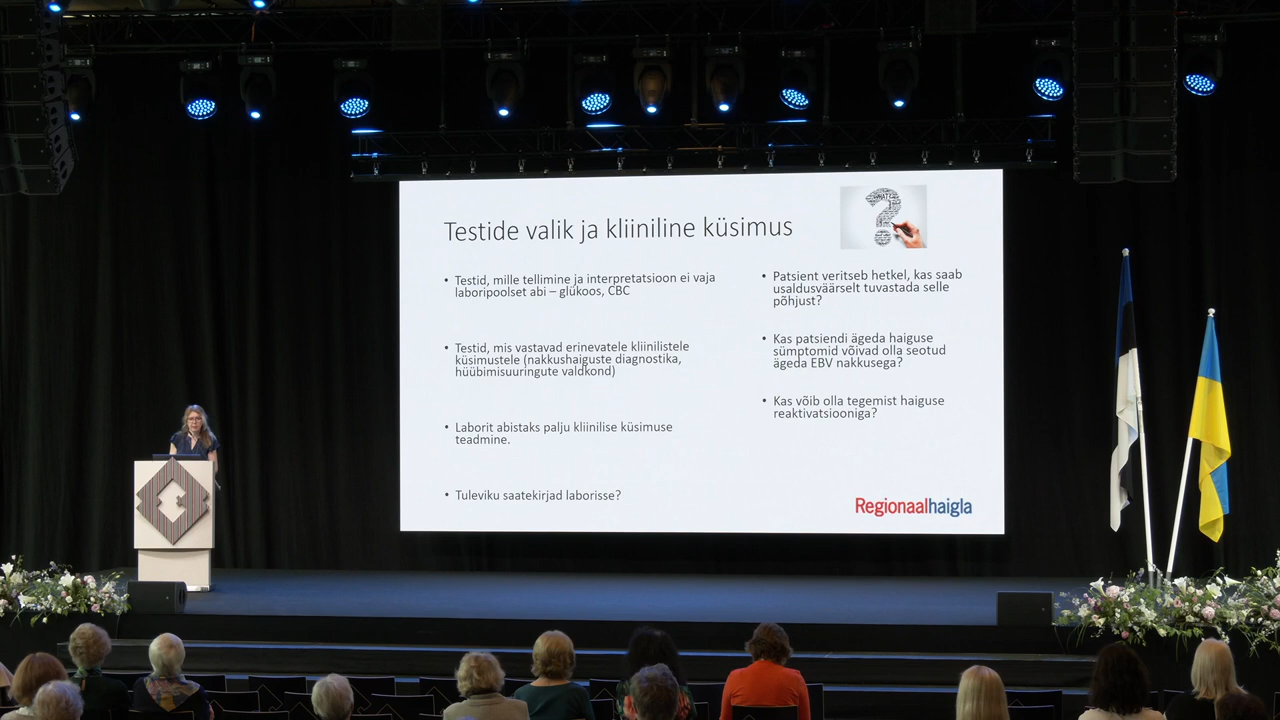 Testide valik ja kliiniline küsimus
WHAT?
• Testid, mille tellimine ja interpretatsioon ei vaja
laboripoolset abi – glükoos, CBC
• Testid, mis vastavad erinevatele kliinilistele
küsimustele (nakkushaiguste diagnostika,
hüübimisuuringute valdkond)
• Laborit abistaks palju kliinilise küsimuse
teadmine.
• Tuleviku saatekirjad laborisse?
• Patsient veritseb hetkel, kas saab
usaldusväärselt tuvastada selle
põhjust?
• Kas patsiendi ägeda haiguse
sümptomid võivad olla seotud
ägeda EBV nakkusega?
• Kas võib olla tegemist haiguse
reaktivatsiooniga?
Regionaalhaigla